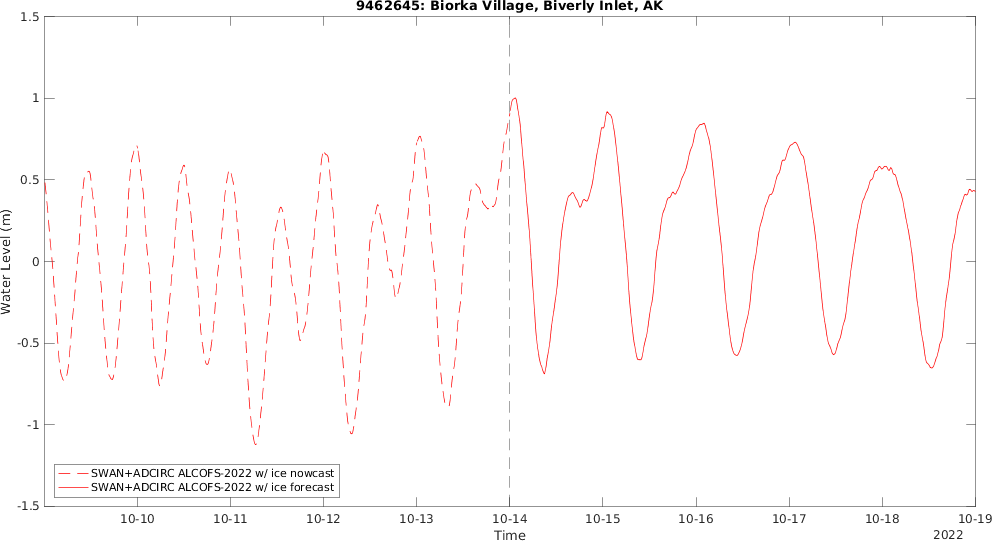 9462645: Biorka Village, Biverly Inlet, AK
Water Level (m)
1.5
1
0.5
0
-0.5
-1
-1.5
SWAN+ADCIRC ALCOFS-2022 w/ ice nowcast
SWAN+ADCIRC ALCOFS-2022 w/ ice forecast
10-10 10-11 10-12 10-13 10-14 10-15 10-16 10-17 10-18 10-19
Time
2022